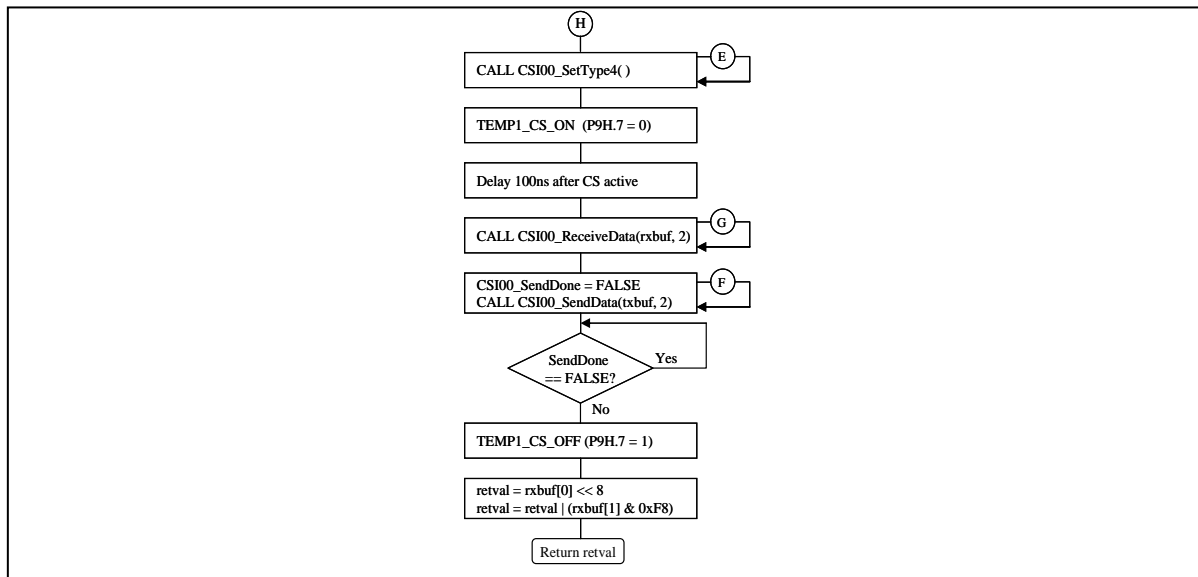 H
CALL CSI00_SetType4( )
E
TEMP1_CS_ON (P9H.7 = 0)
Delay 100ns after CS active
CALL CSI00_ReceiveData(rxbuf, 2)
G
CSI00_SendDone = FALSE
CALL CSI00_SendData(txbuf, 2)
F
SendDone
== FALSE?
Yes
No
TEMP1_CS_OFF (P9H.7 = 1)
retval = rxbuf[0] << 8
retval = retval | (rxbuf[1] & 0xF8)
Return retval